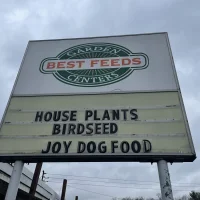 GARDEN
BEST FEEDS
CENTERS
HOUSE PLANTS
BIRDSEED
JOY DOG FOOD